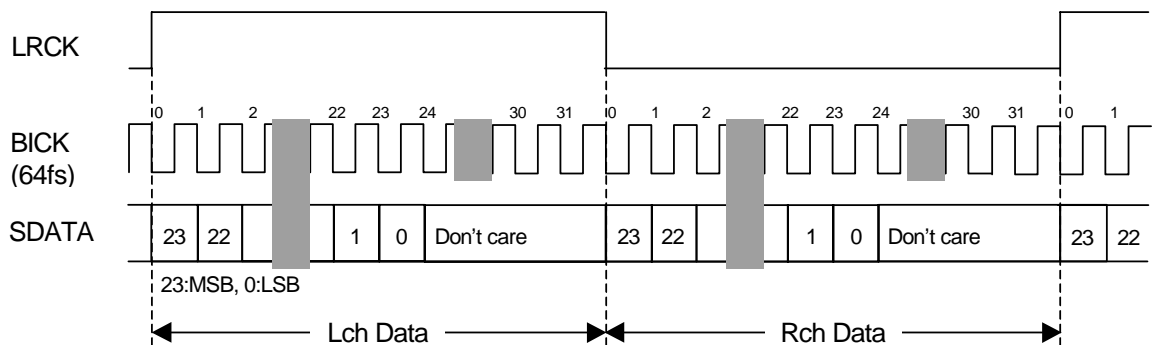 LRCK
0 1 2 22 23 24 30 31 0 1 2 22 23 24 30 31 0 1
BICK
(64fs)
SDATA 23 22 1 0 Don't care 23 22 1 0 Don't care 23 22
23:MSB, 0:LSB
Lch Data Rch Data